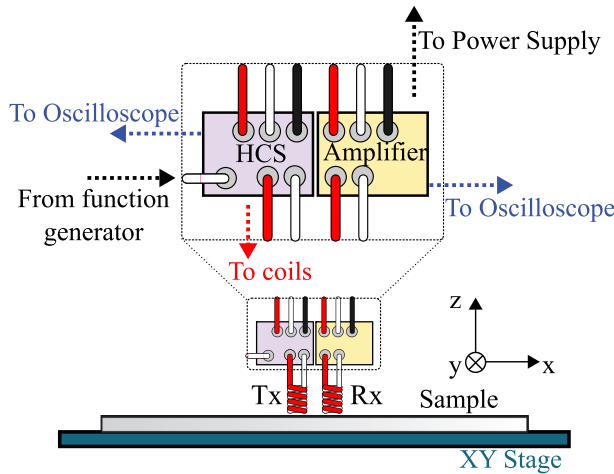 To Power Supply
To Oscilloscope
HCS
Amplifier
From function
generator
To Oscilloscope
To coils
z
y
x
Tx
Rx
Sample
XY Stage